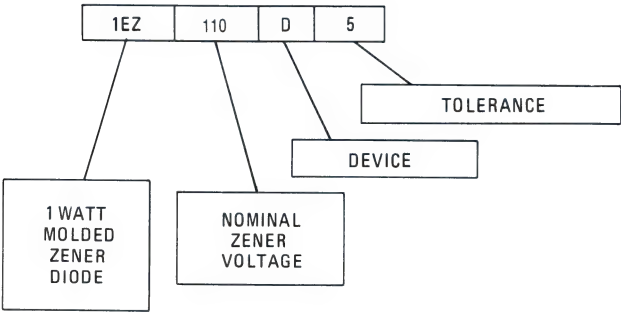 1EZ 110 D 5
TOLERANCE
DEVICE
1 WATT
MOLDED
ZENER
DIODE
NOMINAL
ZENER
VOLTAGE